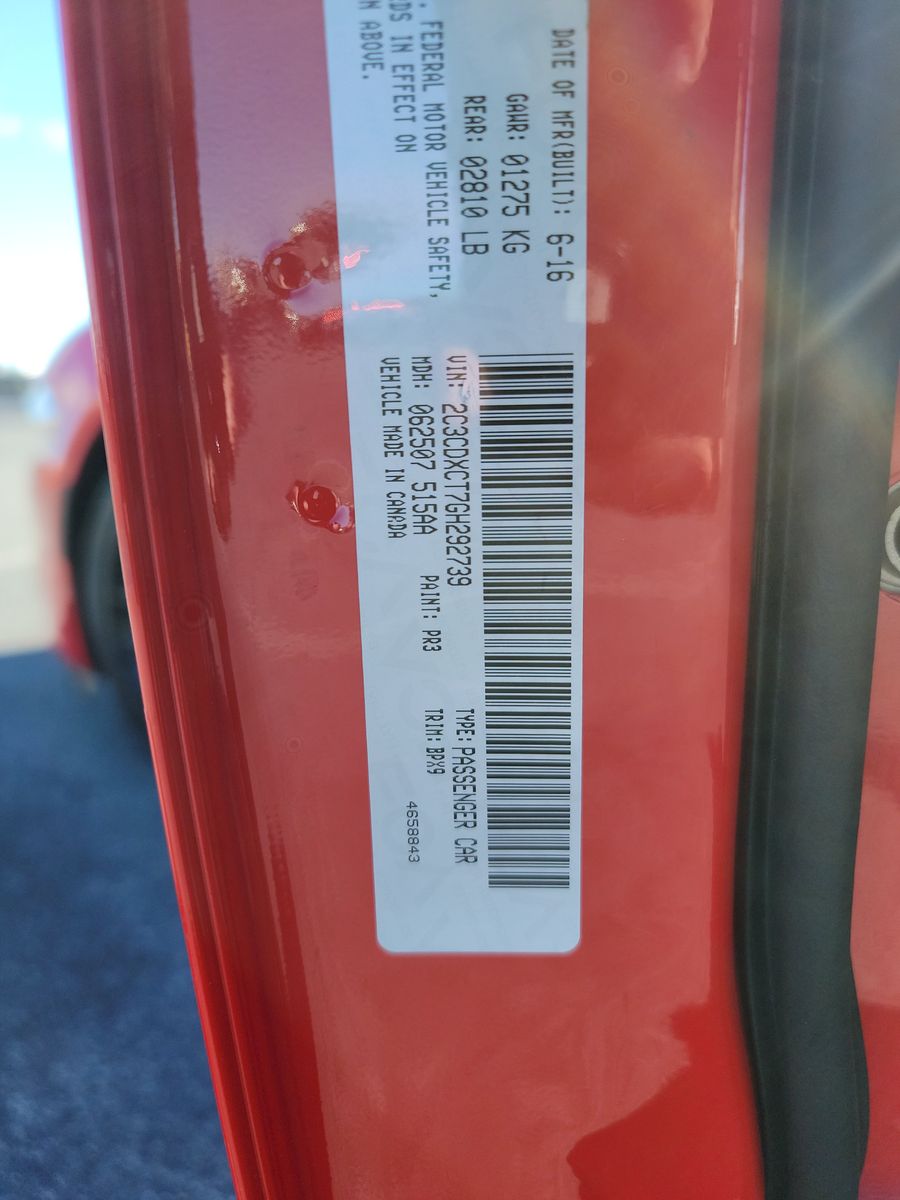 DATE OF MFR(BUILT): 6-16
GAWR: 01275 KG
REAR: 02810 LB
. FEDERAL MOTOR VEHICLE SAFETY,
DS IN EFFECT ON
N ABOVE.
VIN: 2C3CDXCT7GH292739
TYPE: PASSENGER CAR
MDH: 062507 515AA
PAINT: PR3
TRIM: BPX9
VEHICLE MADE IN CANADA
4658843